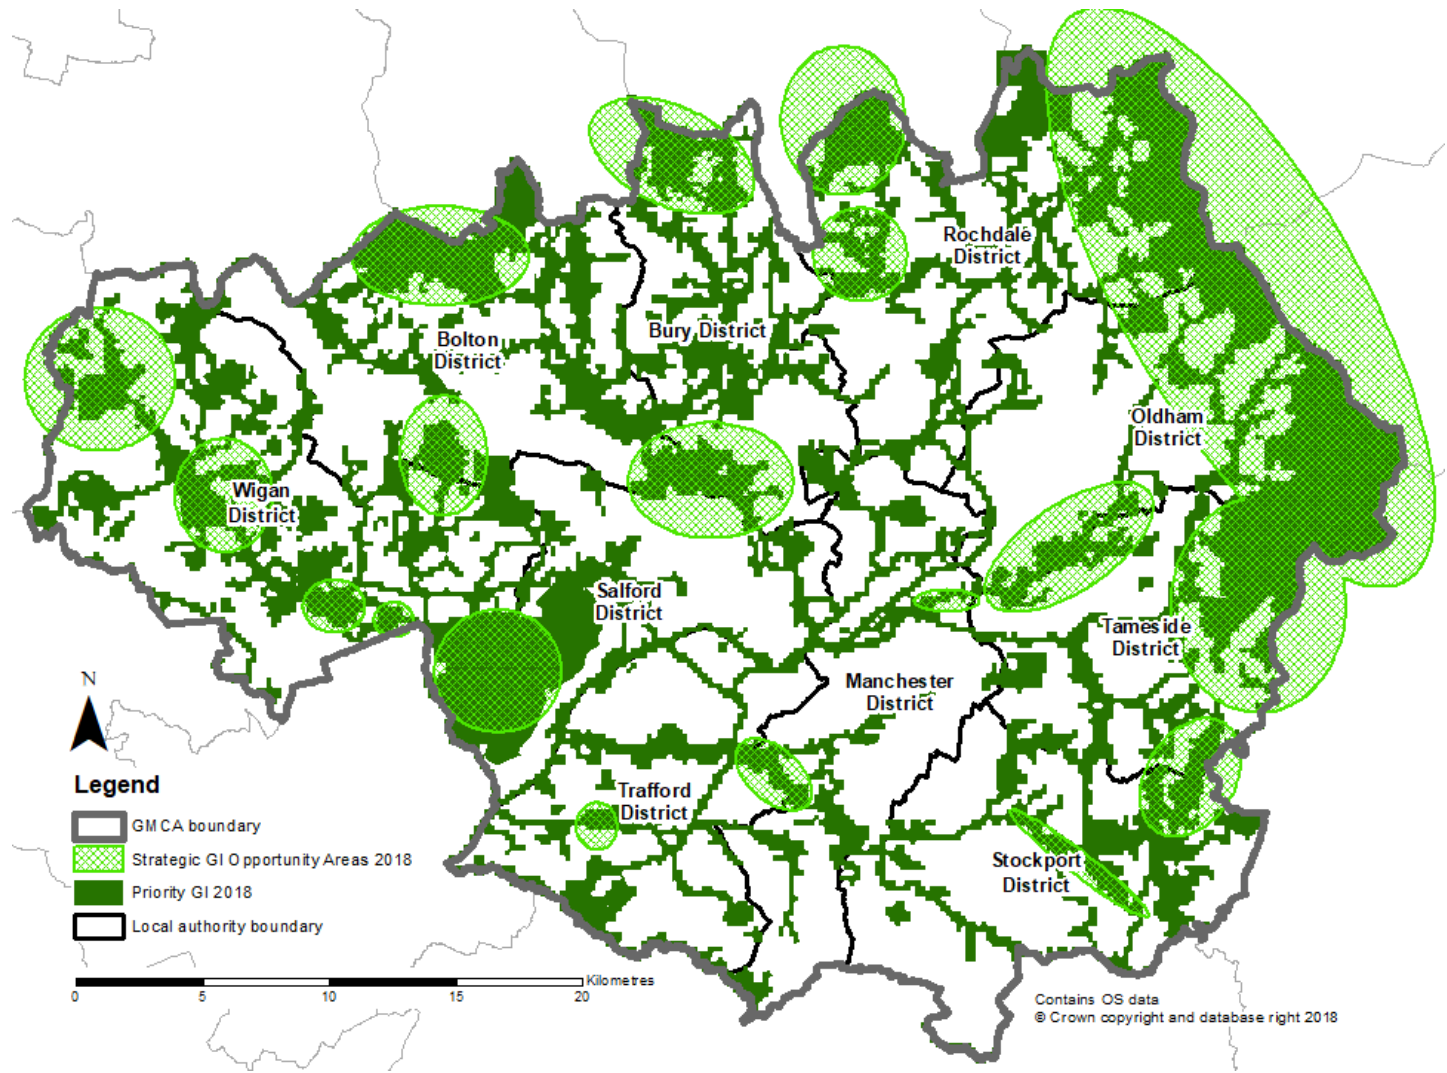 Rochdale
District
Bury District
Bolton
District
Oldham
District
Wigan
District
Salford
District
Tameside
District
Manchester
District
N
Trafford
District
Stockport
District
Legend
GMCA boundary
Strategic GI Opportunity Areas 2018
Priority GI 2018
Local authority boundary
Kilometres
0 5 10 15 20
Contains OS data
© Crown copyright and database right 2018